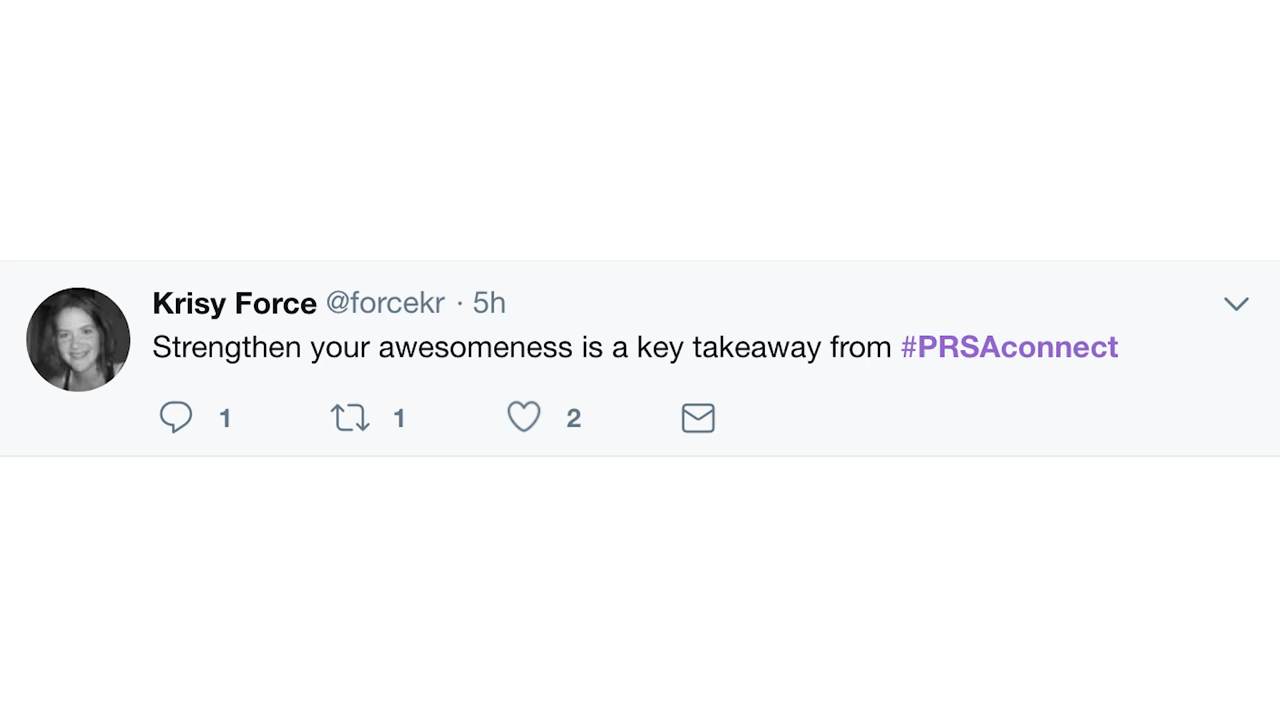 Krisy Force @forcekr · 5h
Strengthen your awesomeness is a key takeaway from #PRSAconnect
1 1 2